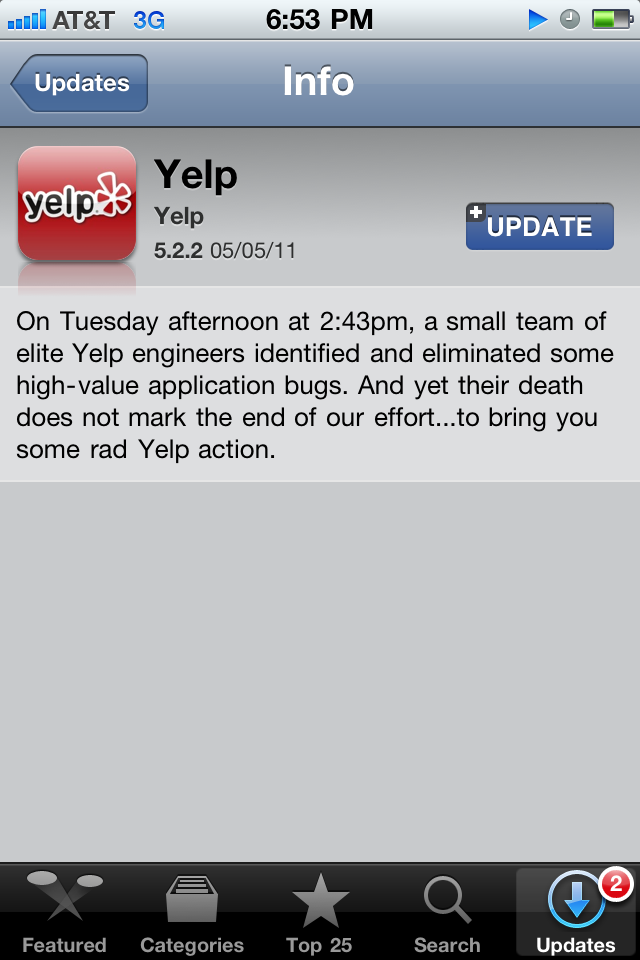 AT&T 3G 6:53 PM
Updates Info
yelp
Yelp
Yelp
5.2.2 05/05/11
UPDATE
On Tuesday afternoon at 2:43pm, a small team of
elite Yelp engineers identified and eliminated some
high-value application bugs. And yet their death
does not mark the end of our effort...to bring you
some rad Yelp action.
2
Featured Categories Top 25 Search Updates